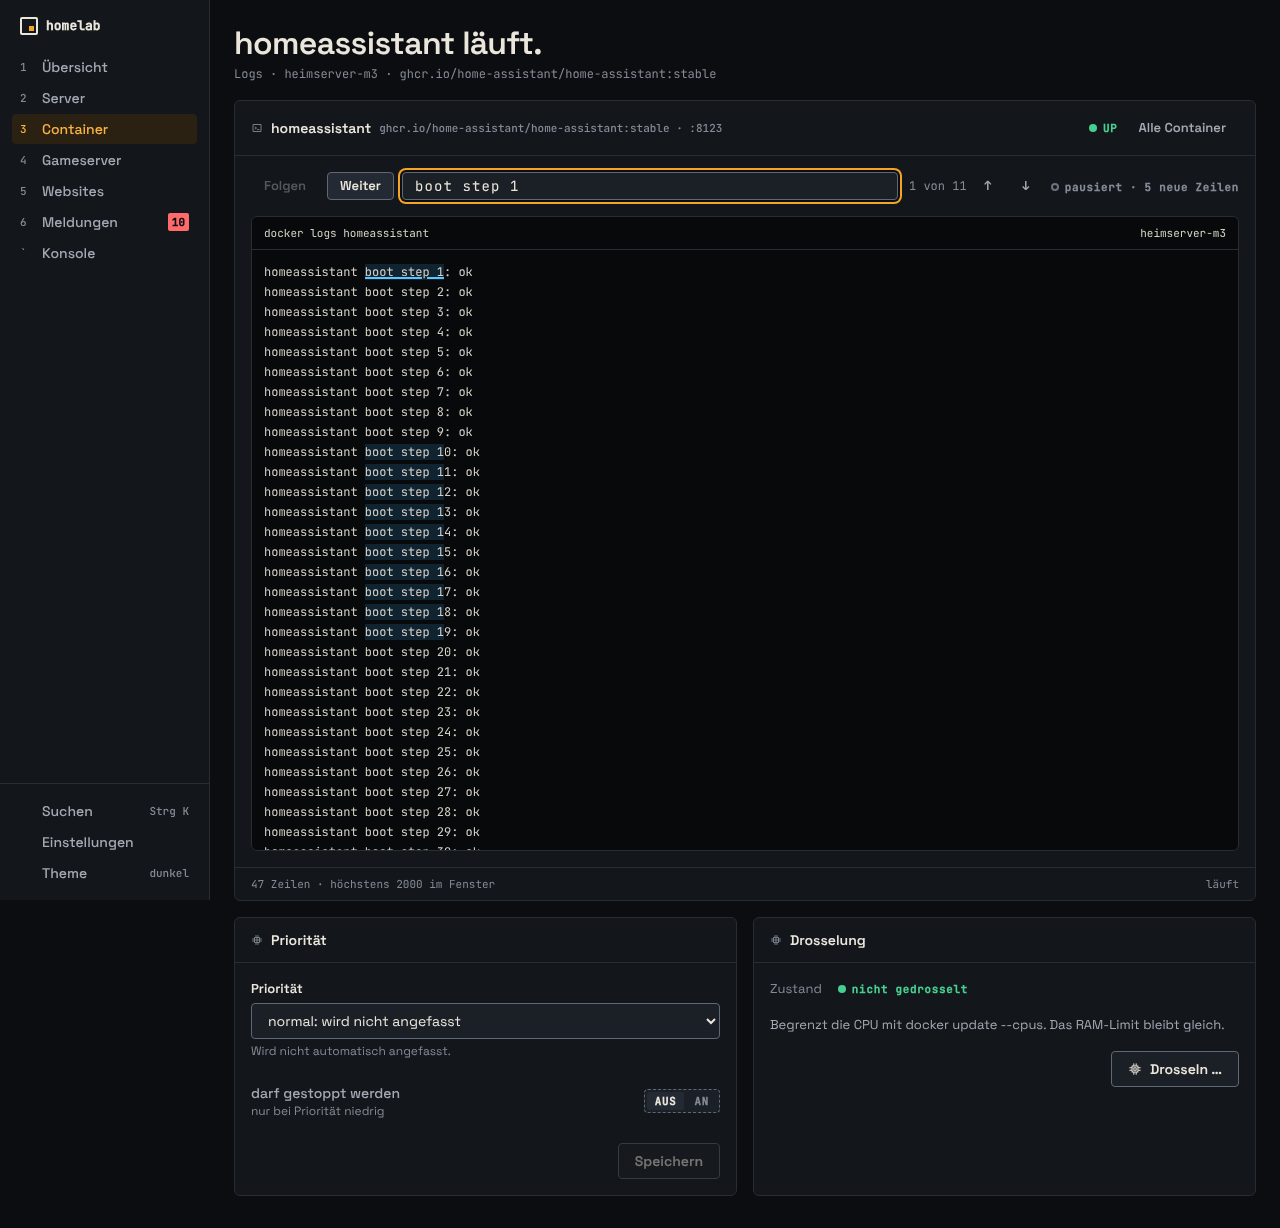 homelab
1 Übersicht
2 Server
3 Container
4 Gameserver
5 Websites
6 Meldungen 10
` Konsole
Suchen Strg K
Einstellungen
Theme dunkel
homeassistant läuft.
Logs · heimserver-m3 · ghcr.io/home-assistant/home-assistant:stable
homeassistant ghcr.io/home-assistant/home-assistant:stable · :8123 UP Alle Container
Folgen Weiter boot step 1 1 von 11 ↑ ↓ pausiert · 5 neue Zeilen
docker logs homeassistant heimserver-m3
homeassistant boot step 1: ok
homeassistant boot step 2: ok
homeassistant boot step 3: ok
homeassistant boot step 4: ok
homeassistant boot step 5: ok
homeassistant boot step 6: ok
homeassistant boot step 7: ok
homeassistant boot step 8: ok
homeassistant boot step 9: ok
homeassistant boot step 10: ok
homeassistant boot step 11: ok
homeassistant boot step 12: ok
homeassistant boot step 13: ok
homeassistant boot step 14: ok
homeassistant boot step 15: ok
homeassistant boot step 16: ok
homeassistant boot step 17: ok
homeassistant boot step 18: ok
homeassistant boot step 19: ok
homeassistant boot step 20: ok
homeassistant boot step 21: ok
homeassistant boot step 22: ok
homeassistant boot step 23: ok
homeassistant boot step 24: ok
homeassistant boot step 25: ok
homeassistant boot step 26: ok
homeassistant boot step 27: ok
homeassistant boot step 28: ok
homeassistant boot step 29: ok
homeassistant boot step 30: ok
47 Zeilen · höchstens 2000 im Fenster läuft
Priorität
Priorität
normal: wird nicht angefasst
Wird nicht automatisch angefasst.
darf gestoppt werden
nur bei Priorität niedrig
AUS AN
Speichern
Drosselung
Zustand nicht gedrosselt
Begrenzt die CPU mit docker update --cpus. Das RAM-Limit bleibt gleich.
Drosseln …